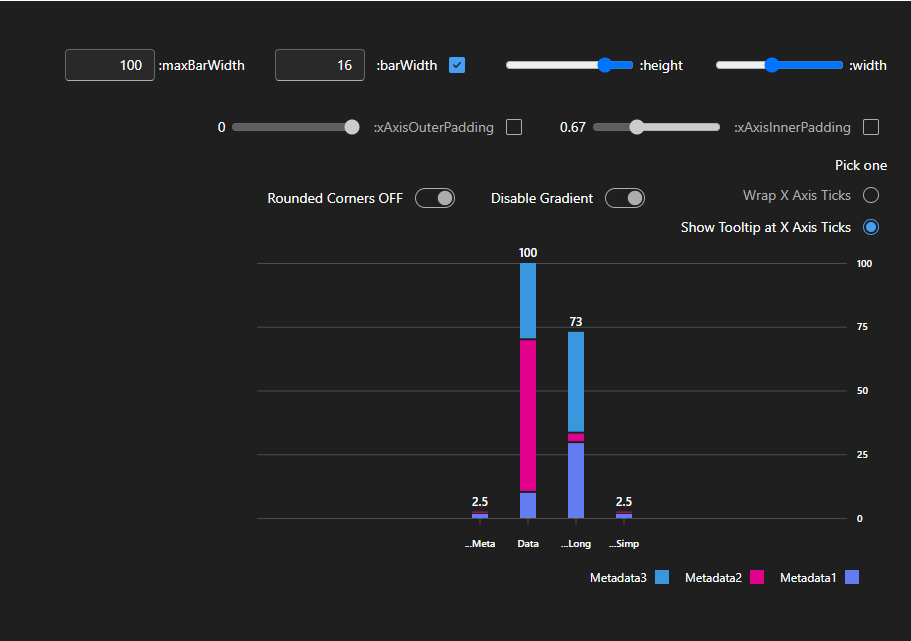 width:
height:
barWidth:
16
maxBarWidth:
100
xAxisInnerPadding:
0.67
xAxisOuterPadding:
0
Pick one
Wrap X Axis Ticks
Show Tooltip at X Axis Ticks
Disable Gradient
Rounded Corners OFF
100
73
2.5
2.5
100
75
50
25
0
Meta...
Data
Long...
Simp...
Metadata1
Metadata2
Metadata3